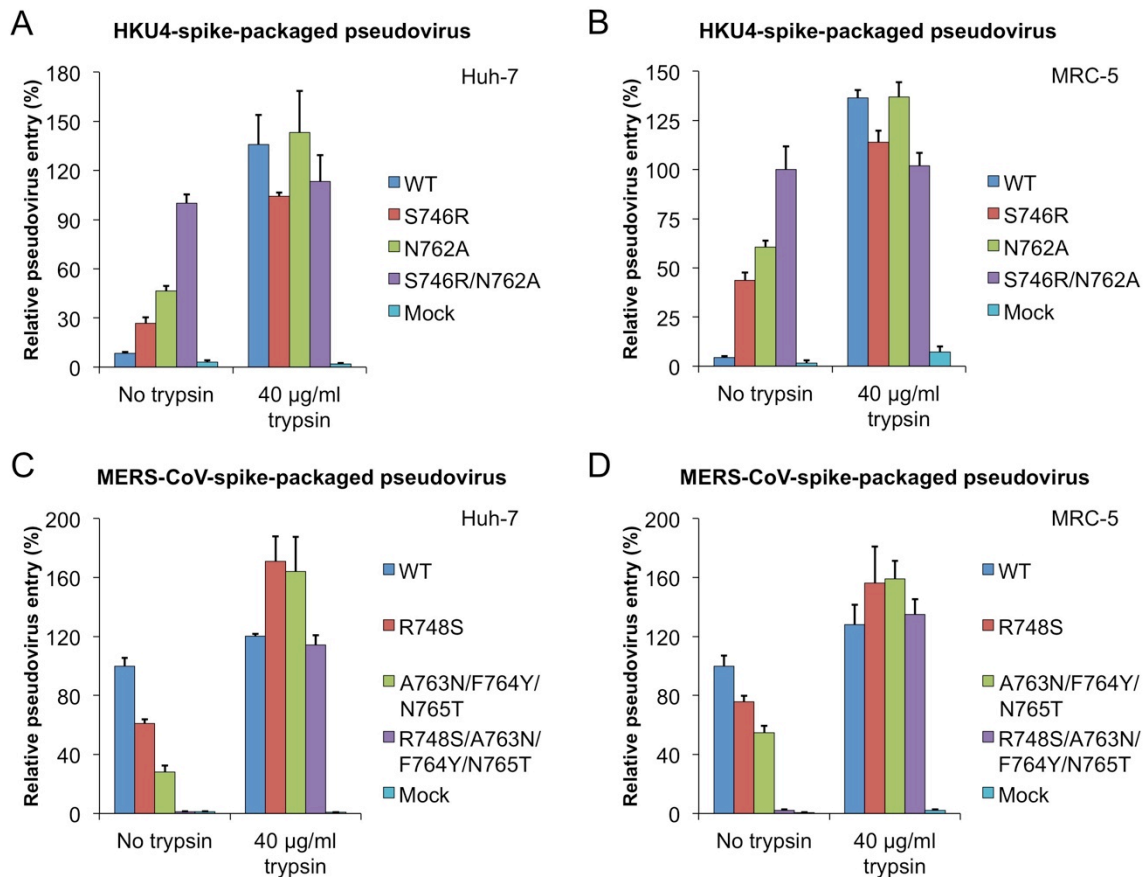 A
HKU4-spike-packaged pseudovirus
Huh-7
Relative pseudovirus entry (%)
180
150
120
90
60
30
0
No trypsin
40 µg/ml
trypsin
WT
S746R
N762A
S746R/N762A
Mock
B
HKU4-spike-packaged pseudovirus
MRC-5
Relative pseudovirus entry (%)
150
125
100
75
50
25
0
No trypsin
40 µg/ml
trypsin
WT
S746R
N762A
S746R/N762A
Mock
C
MERS-CoV-spike-packaged pseudovirus
Huh-7
Relative pseudovirus entry (%)
200
160
120
80
40
0
No trypsin
40 µg/ml
trypsin
WT
R748S
A763N/F764Y/
N765T
R748S/A763N/
F764Y/N765T
Mock
D
MERS-CoV-spike-packaged pseudovirus
MRC-5
Relative pseudovirus entry (%)
200
160
120
80
40
0
No trypsin
40 µg/ml
trypsin
WT
R748S
A763N/F764Y/
N765T
R748S/A763N/
F764Y/N765T
Mock